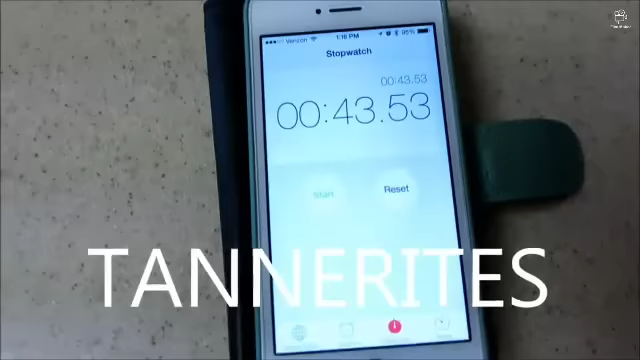 Verizon 1:16 PM 95%
Stopwatch
00:43.53
00:43.53
Start Reset
TANNERITES